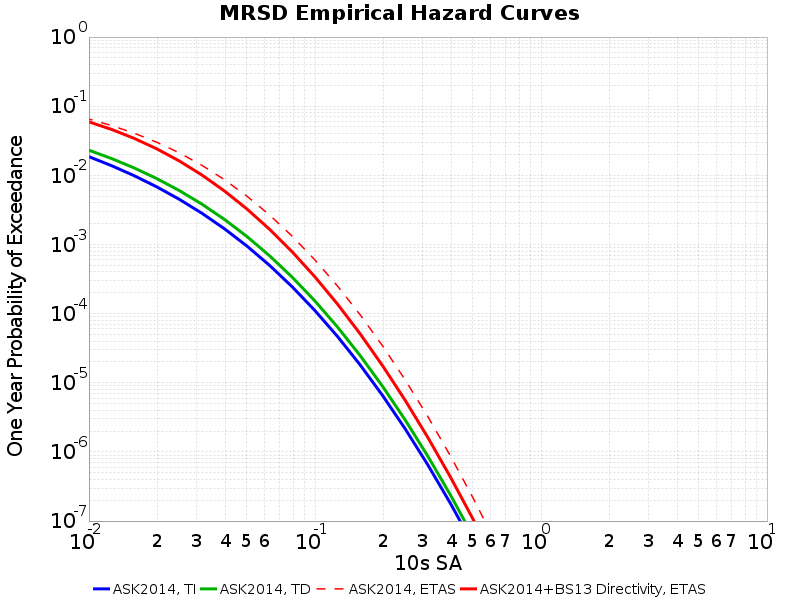 MRSD Empirical Hazard Curves
One Year Probability of Exceedance
10^0
10^-1
10^-2
10^-3
10^-4
10^-5
10^-6
10^-7
10^-2 2 3 4 5 6 10^-1 2 3 4 5 6 7 10^0 2 3 4 5 6 7 10^1
10s SA
ASK2014, TI ASK2014, TD ASK2014, ETAS ASK2014+BS13 Directivity, ETAS